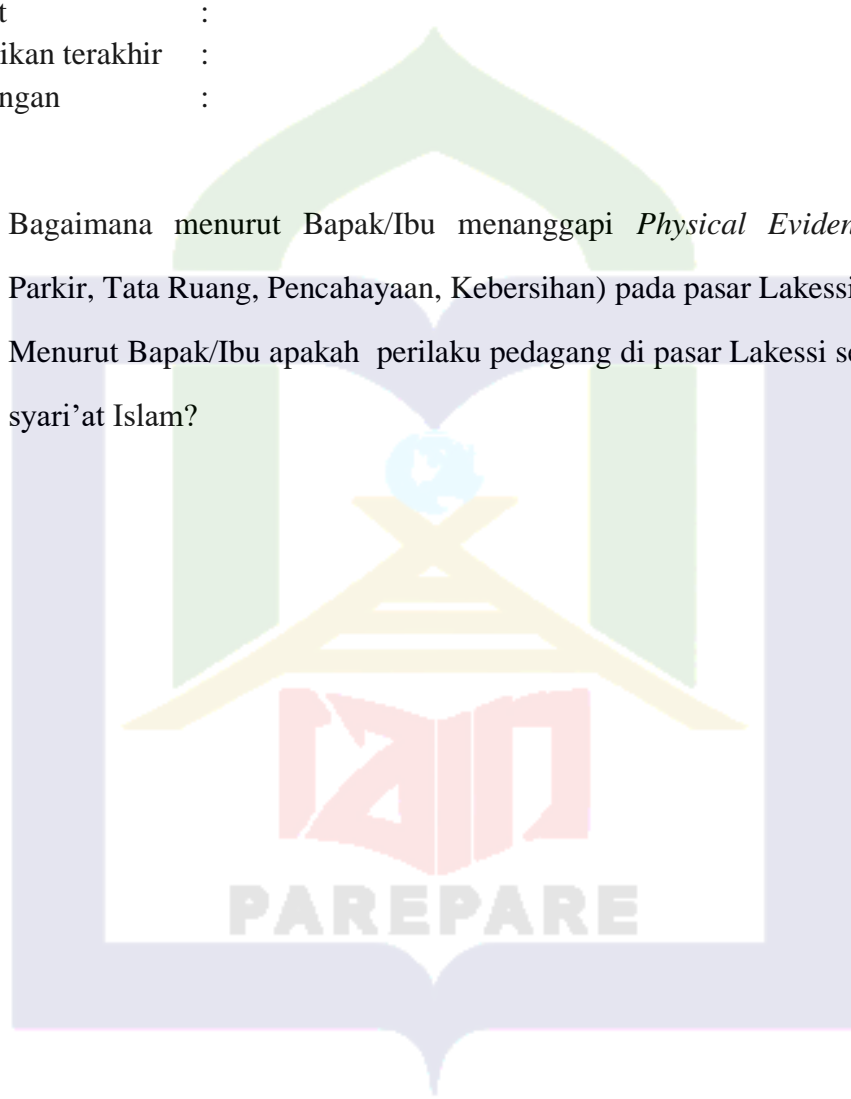 t :
ikan terakhir :
ngan :
Bagaimana menurut Bapak/Ibu menanggapi Physical Eviden
Parkir, Tata Ruang, Pencahayaan, Kebersihan) pada pasar Lakessi
Menurut Bapak/Ibu apakah perilaku pedagang di pasar Lakessi s
syari’at Islam?
PAREPARE